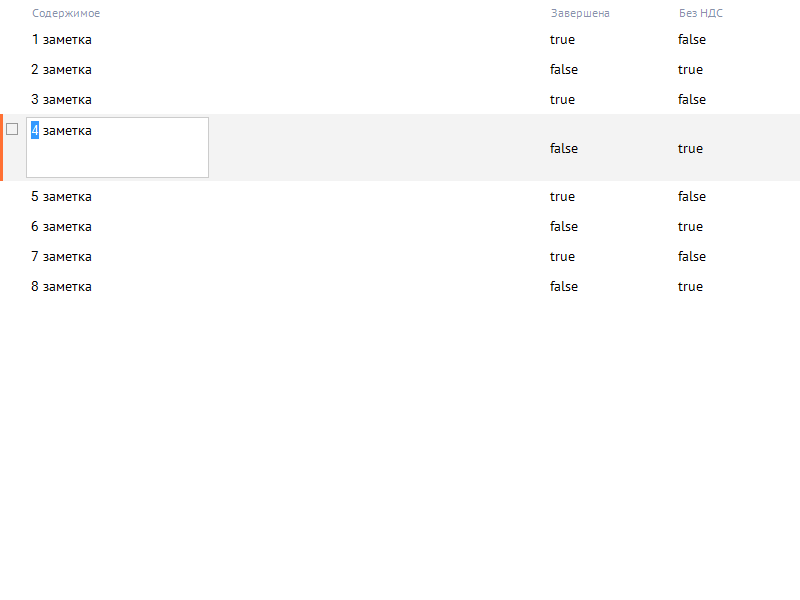 Содержимое Завершена Без НДС
1 заметка true false
2 заметка false true
3 заметка true false
4 заметка false true
5 заметка true false
6 заметка false true
7 заметка true false
8 заметка false true